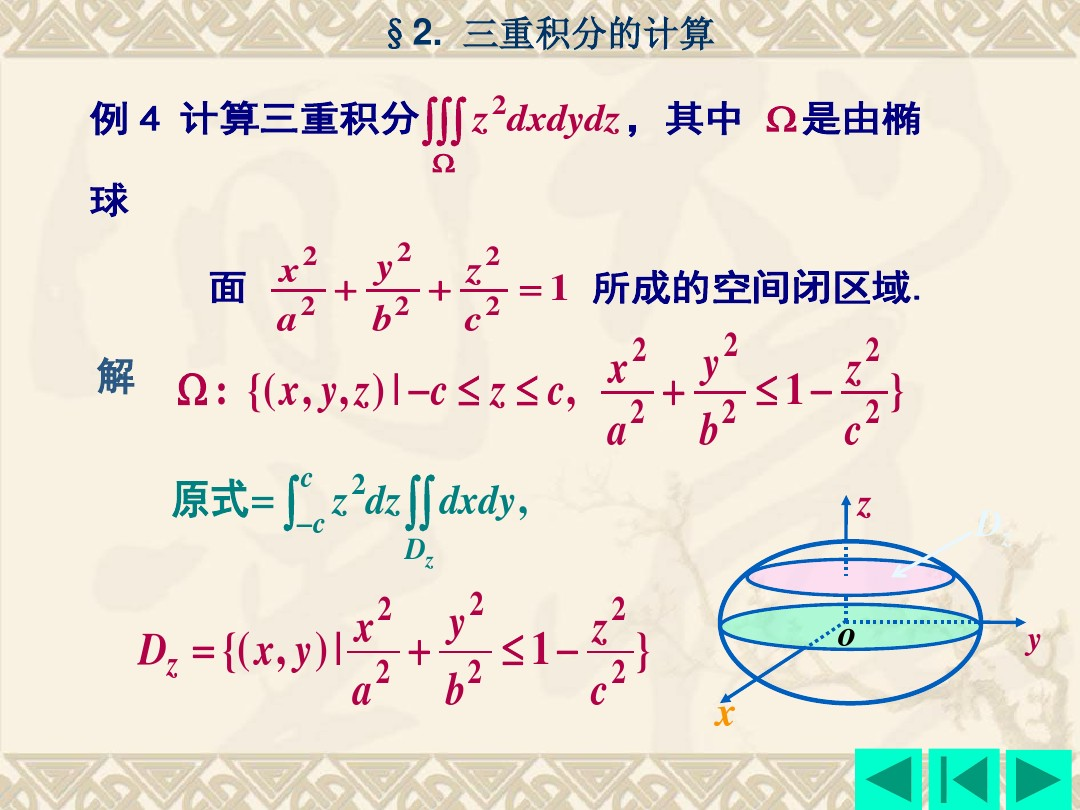 §2. 三重积分的计算
例 4 计算三重积分∭_Ω z²dxdydz，其中 Ω是由椭
球
面 x²/a² + y²/b² + z²/c² = 1 所成的空间闭区域.
解 Ω: {(x, y, z) | −c ≤ z ≤ c, x²/a² + y²/b² ≤ 1 − z²/c²}
原式= ∫_{−c}^{c} z²dz ∬_{D_z} dxdy,
z
D_z
D_z = {(x, y) | x²/a² + y²/b² ≤ 1 − z²/c²}
o
y
x